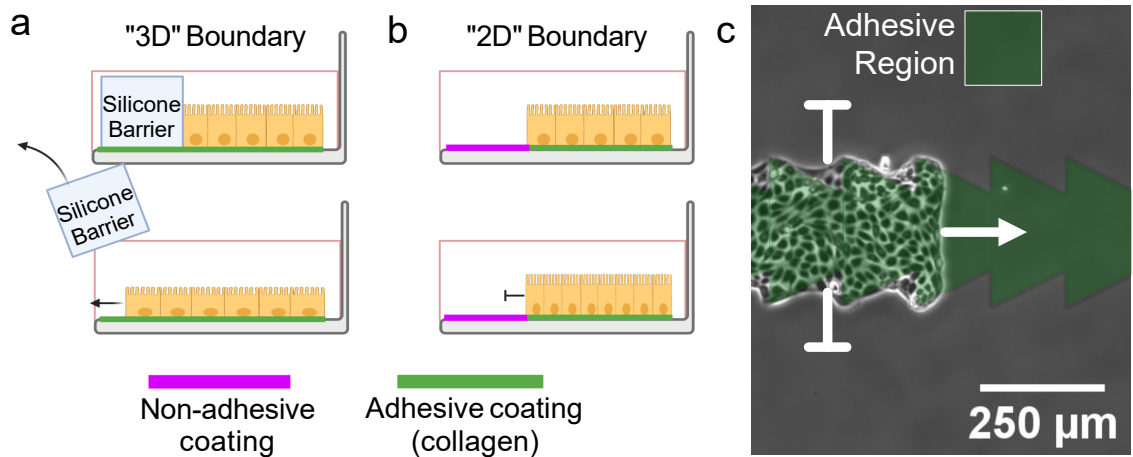 a
"3D" Boundary
Silicone
Barrier
Silicone
Barrier
b
"2D" Boundary
Non-adhesive
coating
Adhesive coating
(collagen)
c
Adhesive
Region
250 µm